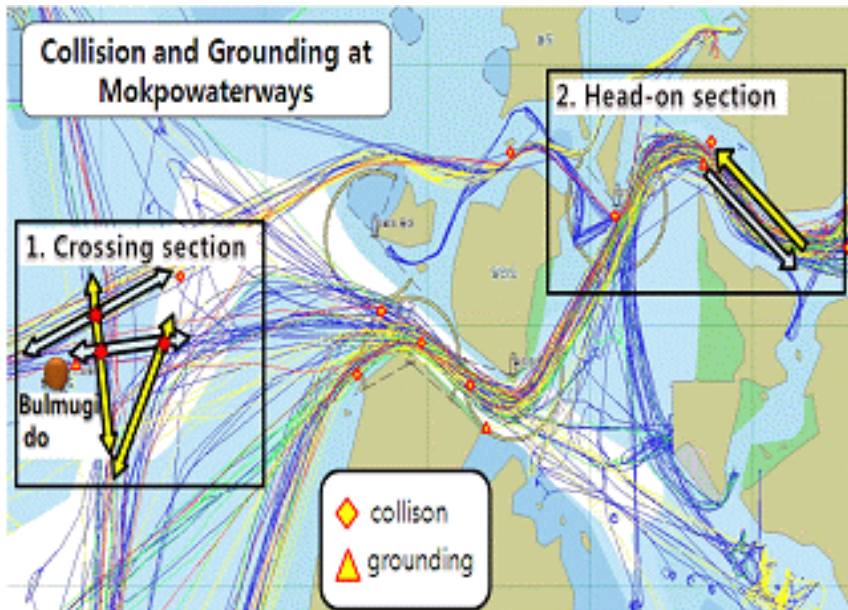 Collision and Grounding at
Mokpowaterways
2. Head-on section
1. Crossing section
Bulmugi
do
collison
grounding